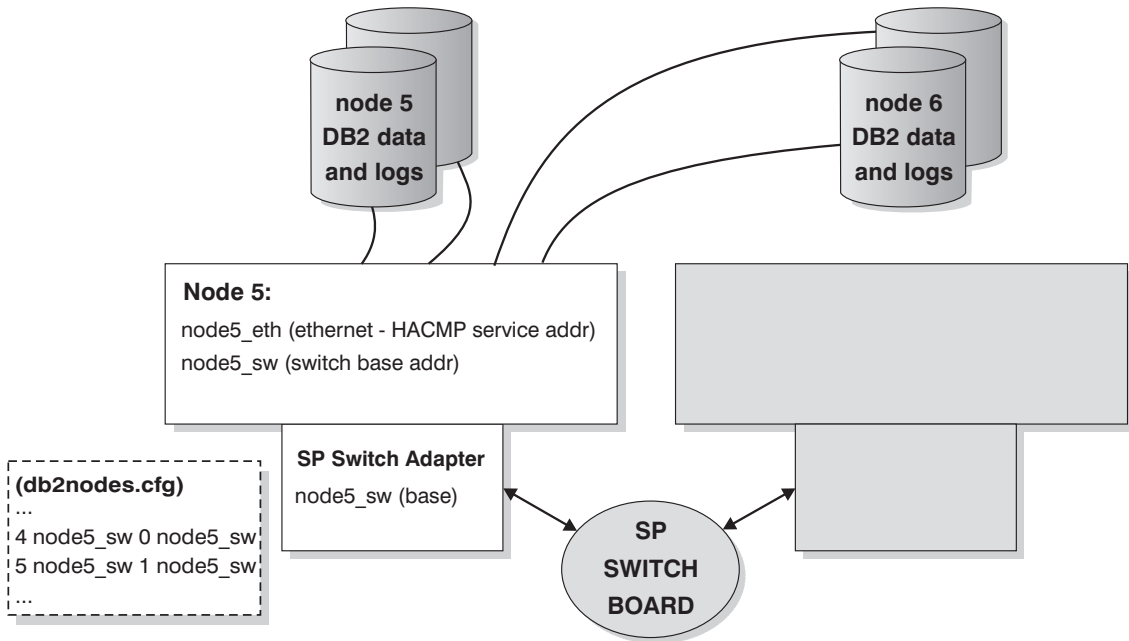 node 5
DB2 data
and logs
node 6
DB2 data
and logs
Node 5:
node5_eth (ethernet - HACMP service addr)
node5_sw (switch base addr)
SP Switch Adapter
node5_sw (base)
(db2nodes.cfg)
...
4 node5_sw 0 node5_sw
5 node5_sw 1 node5_sw
...
SP
SWITCH
BOARD